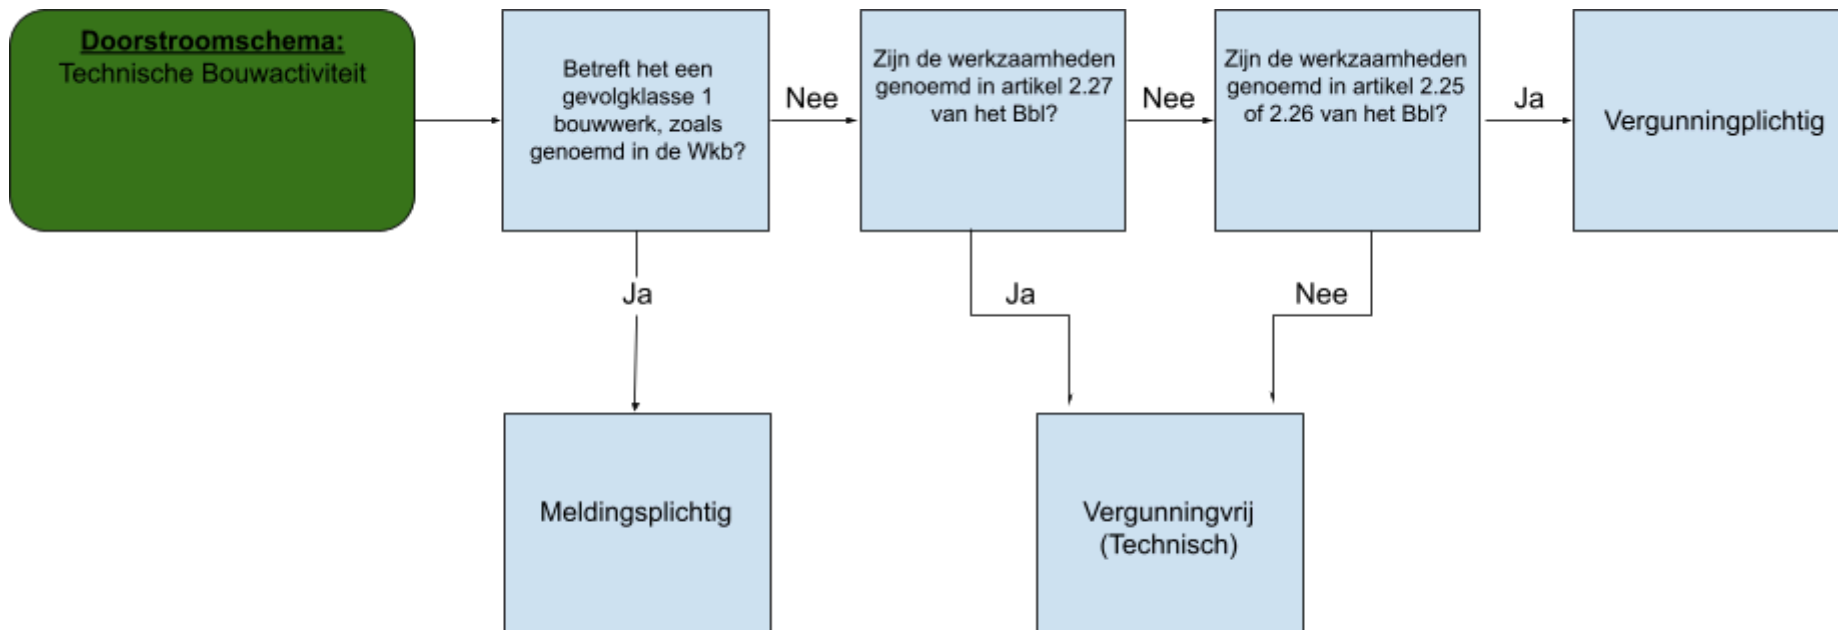 Doorstroomschema:
Technische Bouwactiviteit
Betreft het een
gevolgklasse 1
bouwwerk, zoals
genoemd in de Wkb?
Nee
Zijn de werkzaamheden
genoemd in artikel 2.27
van het Bbl?
Nee
Zijn de werkzaamheden
genoemd in artikel 2.25
of 2.26 van het Bbl?
Ja
Vergunningplichtig
Ja
Ja
Nee
Meldingsplichtig
Vergunningvrij
(Technisch)